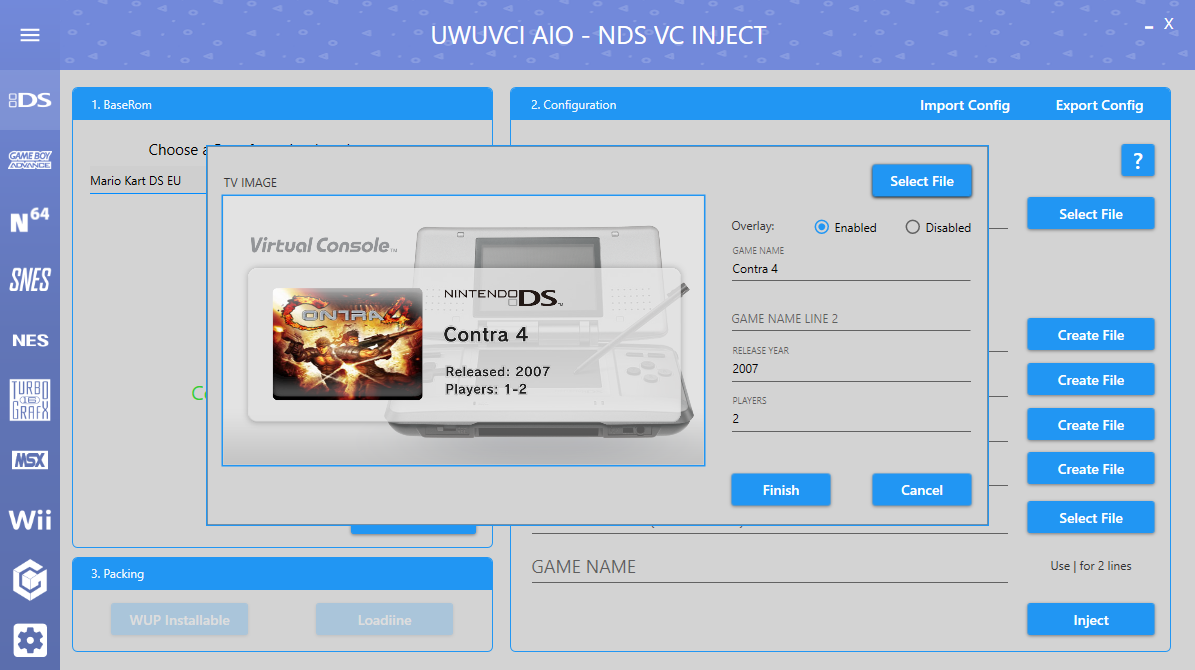 UWUVCI AIO - NDS VC INJECT
X
DS
GAME BOY ADVANCE
N64
SNES
NES
TURBO 16 GRAFX
MSX
Wii
1. BaseRom
Choose a
Mario Kart DS EU
2. Configuration
Import Config
Export Config
?
Select File
Create File
Create File
Create File
Create File
Select File
GAME NAME
Use | for 2 lines
Inject
TV IMAGE
Select File
Virtual Console™
NINTENDO DS™
CONTRA 4
Contra 4
Released: 2007
Players: 1-2
Overlay:
Enabled
Disabled
GAME NAME
Contra 4
GAME NAME LINE 2
RELEASE YEAR
2007
PLAYERS
2
Finish
Cancel
3. Packing
WUP Installable
Loadiine